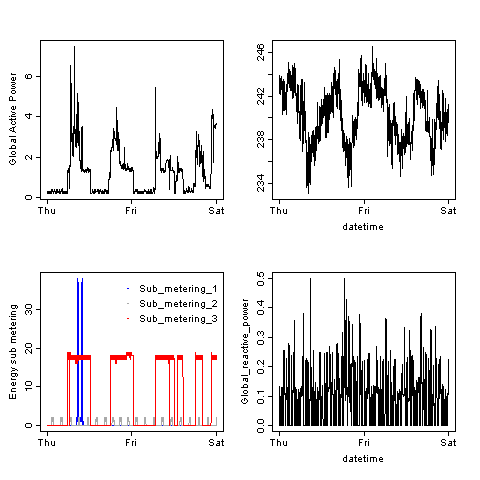 Global Active Power
6
4
2
0
Thu
Fri
Sat
246
242
238
234
Thu
Fri
Sat
datetime
Energy sub metering
30
20
10
0
Sub_metering_1
Sub_metering_2
Sub_metering_3
Thu
Fri
Sat
Global_reactive_power
0.5
0.4
0.3
0.2
0.1
0.0
Thu
Fri
Sat
datetime